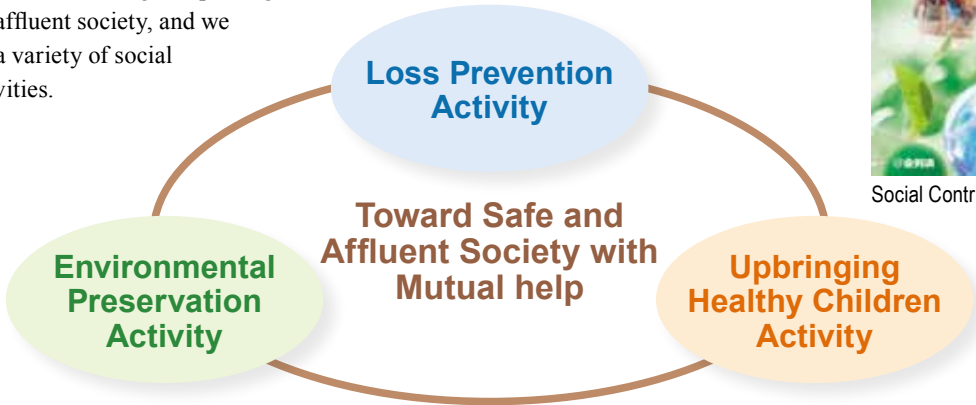 affluent society, and we
a variety of social
vities.
Loss Prevention
Activity
Toward Safe and
Affluent Society with
Mutual help
Environmental
Preservation
Activity
Upbringing
Healthy Children
Activity
Social Contr